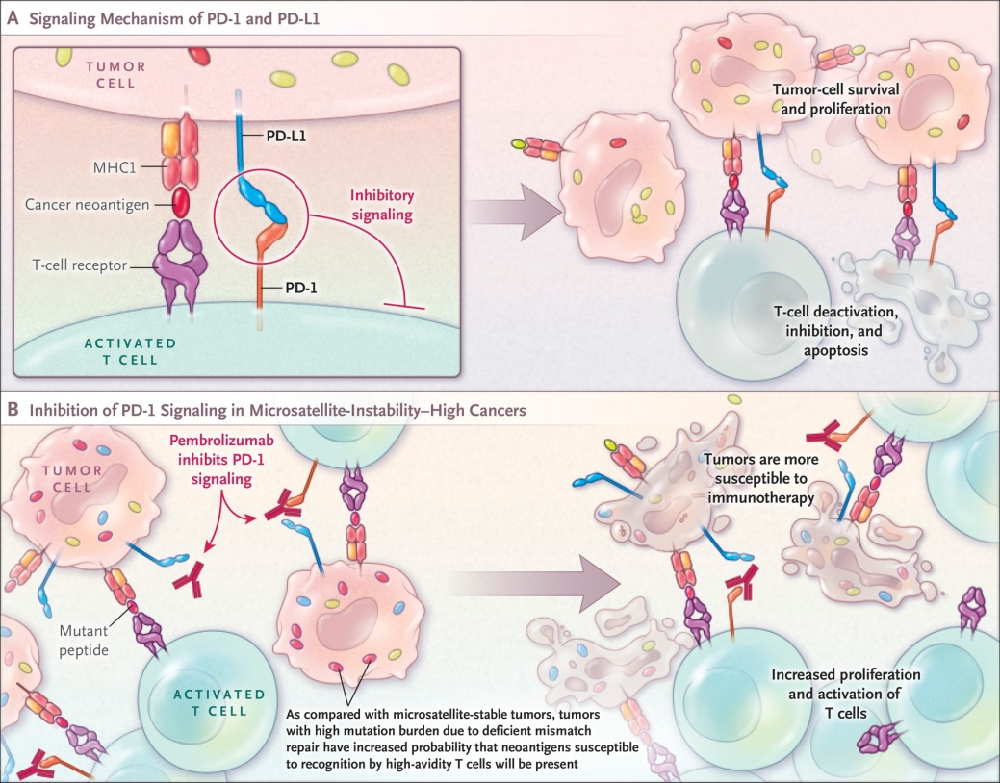 A Signaling Mechanism of PD-1 and PD-L1
TUMOR
CELL
PD-L1
MHC1
Cancer neoantigen
Inhibitory
signaling
T-cell receptor
PD-1
ACTIVATED
T CELL
Tumor-cell survival
and proliferation
T-cell deactivation,
inhibition, and
apoptosis
B Inhibition of PD-1 Signaling in Microsatellite-Instability–High Cancers
Pembrolizumab
inhibits PD-1
signaling
TUMOR
CELL
Mutant
peptide
ACTIVATED
T CELL
As compared with microsatellite-stable tumors, tumors
with high mutation burden due to deficient mismatch
repair have increased probability that neoantigens susceptible
to recognition by high-avidity T cells will be present
Tumors are more
susceptible to
immunotherapy
Increased proliferation
and activation of
T cells